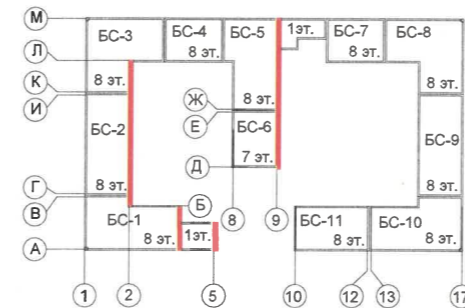 М
БС-3
БС-4
БС-5
1эт.
БС-7
БС-8
Л
8 эт.
8 эт.
8 эт.
К
8 эт.
И
Ж
8 эт.
Е
БС-6
БС-2
БС-9
Д
7 эт.
Г
8 эт.
8 эт.
В
Б
БС-1
8
9
БС-11
БС-10
А
8 эт.
1эт.
8 эт.
8 эт.
1
2
5
10
12
13
17